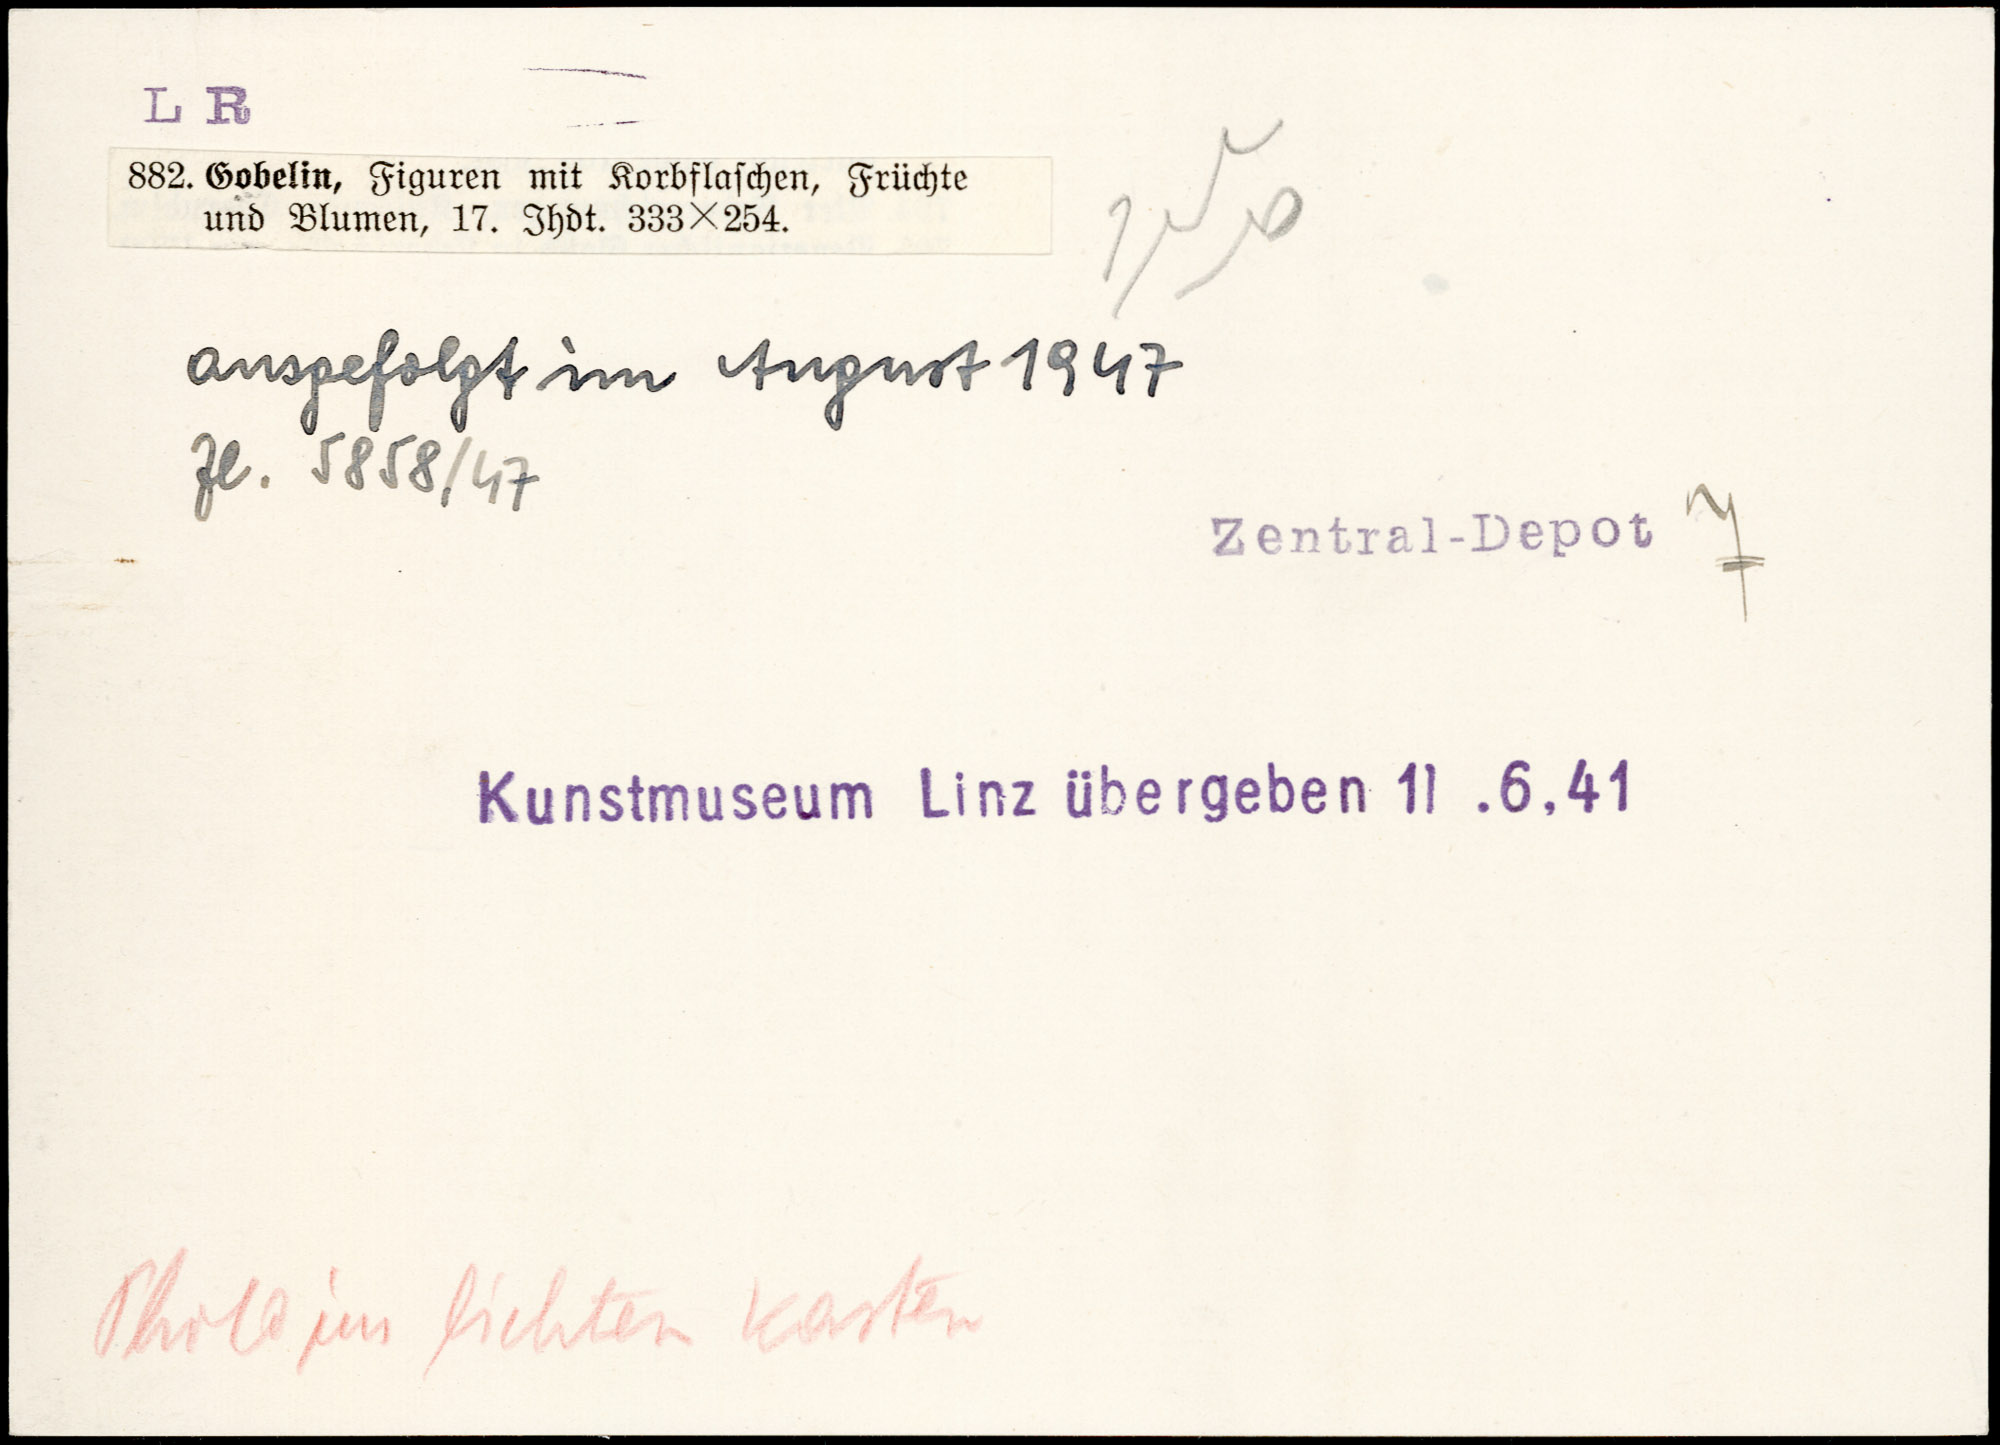 L R
882. Gobelin, Figuren mit Korbflaschen, Früchte
und Blumen, 17. Jhdt. 333×254.
ausgefolgt im August 1947
Zl. 5858/47
Zentral-Depot
Kunstmuseum Linz übergeben 11 .6.41
im lichten Kasten